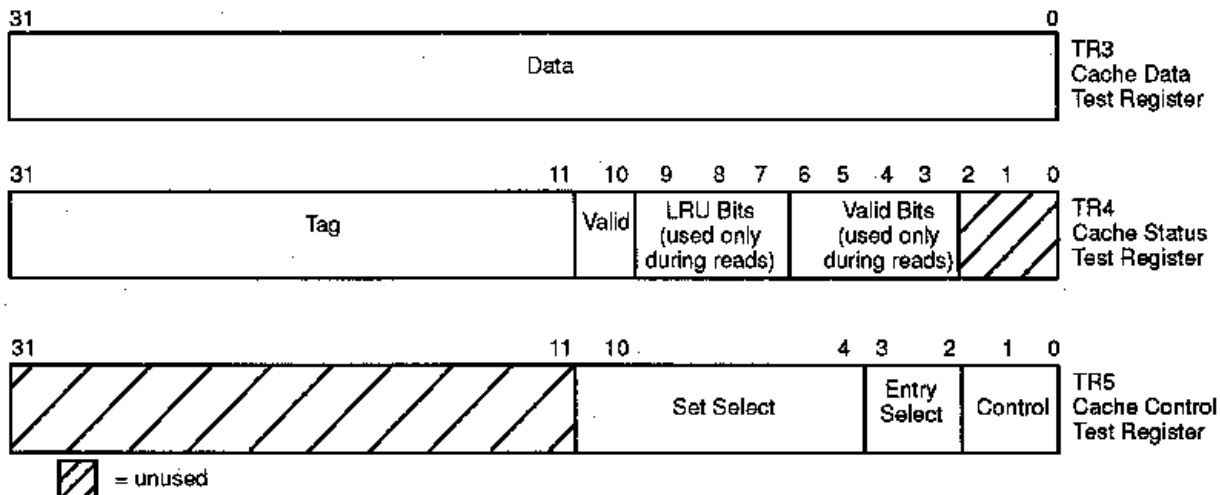 31 0
Data
TR3
Cache Data
Test Register
31 11 10 9 8 7 6 5 4 3 2 1 0
Tag
Valid
LRU Bits
(used only
during reads)
Valid Bits
(used only
during reads)
TR4
Cache Status
Test Register
31 11 10 4 3 2 1 0
Set Select
Entry
Select
Control
TR5
Cache Control
Test Register
= unused